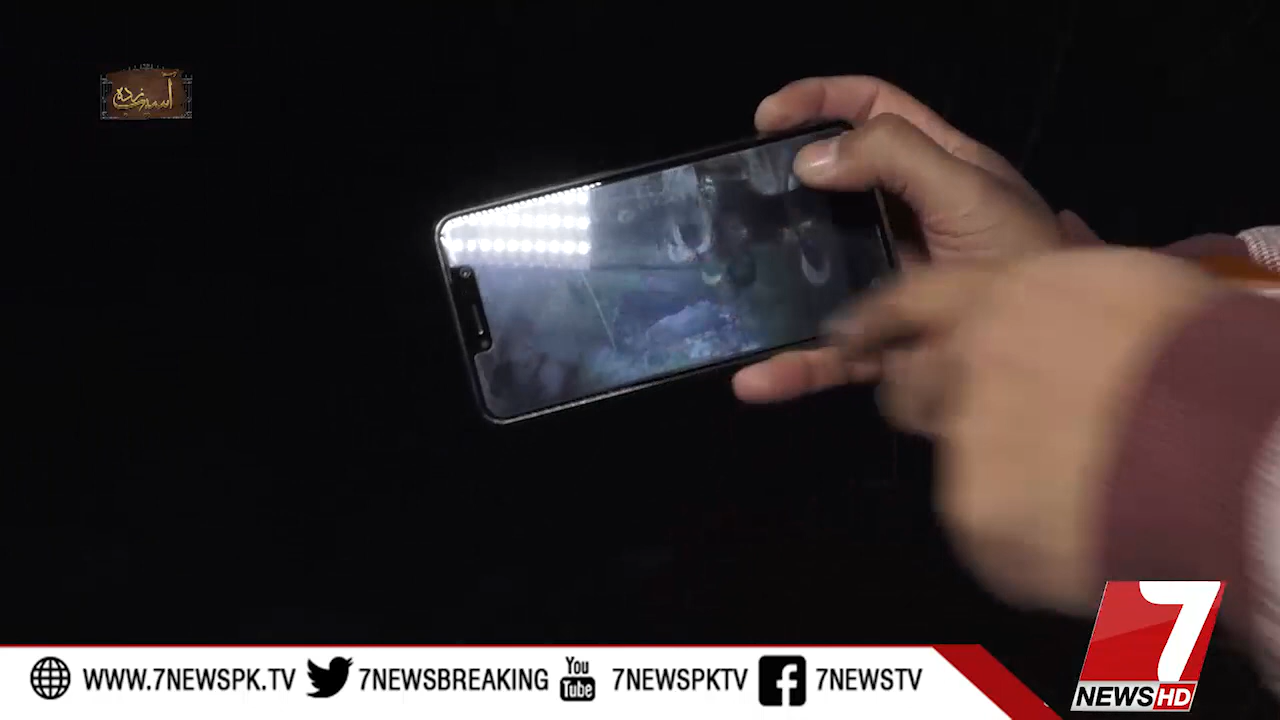 آسیب زدہ
WWW.7NEWSPK.TV 7NEWSBREAKING You Tube 7NEWSPKTV 7NEWSTV
7
NEWS HD